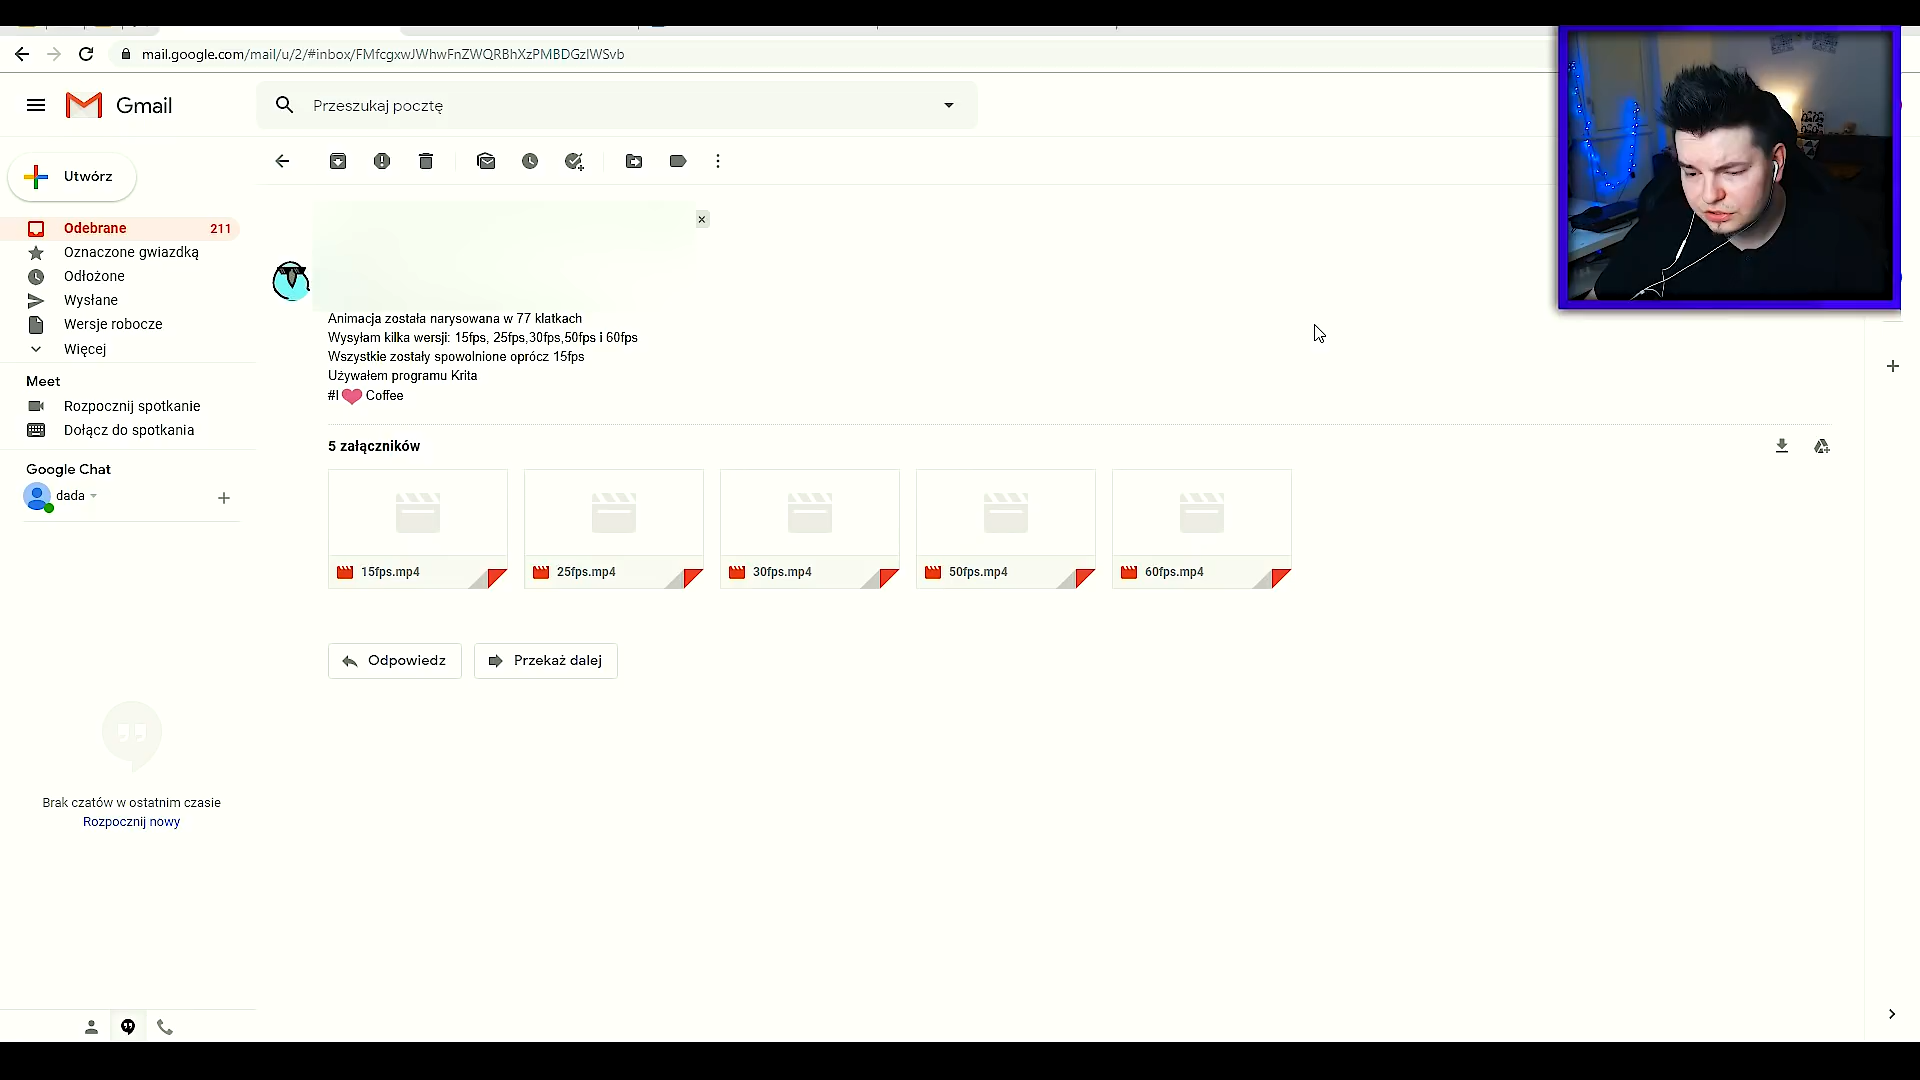 mail.google.com/mail/u/2/#inbox/FMfcgxwJWhwFnZWQRBhXzPMBDGzlWSvb
Gmail
Przeszukaj pocztę
Utwórz
Odebrane 211
Oznaczone gwiazdką
Odłożone
Wysłane
Wersje robocze
Więcej
Meet
Rozpocznij spotkanie
Dołącz do spotkania
Google Chat
dada
Brak czatów w ostatnim czasie
Rozpocznij nowy
Animacja została narysowana w 77 klatkach
Wysyłam kilka wersji: 15fps, 25fps,30fps,50fps i 60fps
Wszystkie zostały spowolnione oprócz 15fps
Używałem programu Krita
#I ❤ Coffee
5 załączników
15fps.mp4
25fps.mp4
30fps.mp4
50fps.mp4
60fps.mp4
Odpowiedz
Przekaż dalej